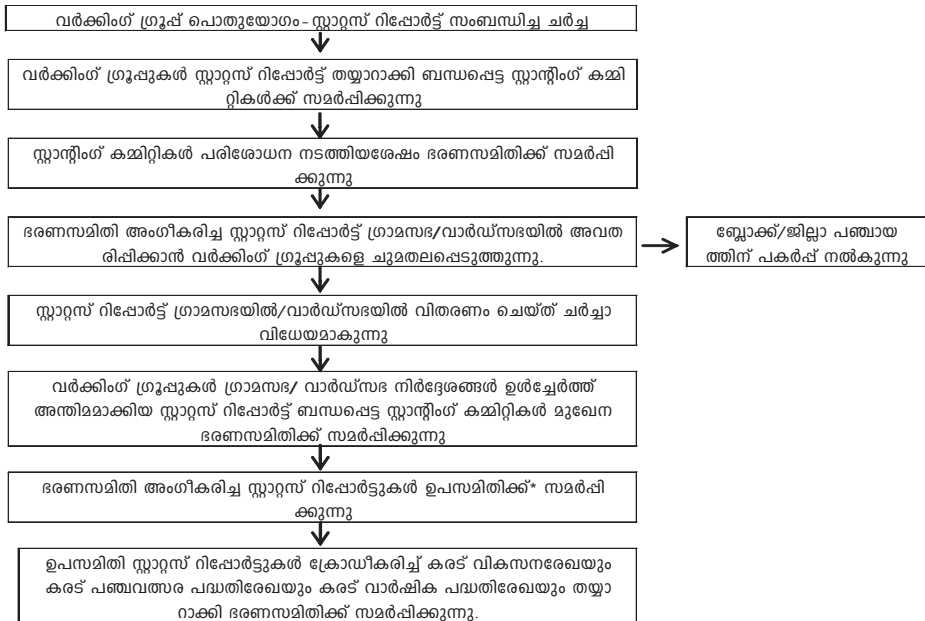 വർക്കിംഗ് ഗ്രൂപ്പ് പൊതുയോഗം-സ്റ്റാറ്റസ് റിപ്പോർട്ട് സംബന്ധിച്ച ചർച്ച
വർക്കിംഗ് ഗ്രൂപ്പുകൾ സ്റ്റാറ്റസ് റിപ്പോർട്ട് തയ്യാറാക്കി ബന്ധപ്പെട്ട സ്റ്റാന്റിംഗ് കമ്മി
റ്റികൾക്ക് സമർപ്പിക്കുന്നു
സ്റ്റാന്റിംഗ് കമ്മിറ്റികൾ പരിശോധന നടത്തിയശേഷം ഭരണസമിതിക്ക് സമർപ്പി
ക്കുന്നു
ഭരണസമിതി അംഗീകരിച്ച സ്റ്റാറ്റസ് റിപ്പോർട്ട് ഗ്രാമസഭ/വാർഡ്സഭയിൽ അവത
രിപ്പിക്കാൻ വർക്കിംഗ് ഗ്രൂപ്പുകളെ ചുമതലപ്പെടുത്തുന്നു.
ബ്ലോക്ക്/ജില്ലാ പഞ്ചായ
ത്തിന് പകർപ്പ് നൽകുന്നു
സ്റ്റാറ്റസ് റിപ്പോർട്ട് ഗ്രാമസഭയിൽ/വാർഡ്സഭയിൽ വിതരണം ചെയ്ത് ചർച്ചാ
വിധേയമാകുന്നു
വർക്കിംഗ് ഗ്രൂപ്പുകൾ ഗ്രാമസഭ/ വാർഡ്സഭ നിർദ്ദേശങ്ങൾ ഉൾച്ചേർത്ത്
അന്തിമമാക്കിയ സ്റ്റാറ്റസ് റിപ്പോർട്ട് ബന്ധപ്പെട്ട സ്റ്റാന്റിംഗ് കമ്മിറ്റികൾ മുഖേന
ഭരണസമിതിക്ക് സമർപ്പിക്കുന്നു
ഭരണസമിതി അംഗീകരിച്ച സ്റ്റാറ്റസ് റിപ്പോർട്ടുകൾ ഉപസമിതിക്ക്* സമർപ്പി
ക്കുന്നു
ഉപസമിതി സ്റ്റാറ്റസ് റിപ്പോർട്ടുകൾ ക്രോഡീകരിച്ച് കരട് വികസനരേഖയും
കരട് പഞ്ചവത്സര പദ്ധതിരേഖയും കരട് വാർഷിക പദ്ധതിരേഖയും തയ്യാ
റാക്കി ഭരണസമിതിക്ക് സമർപ്പിക്കുന്നു.